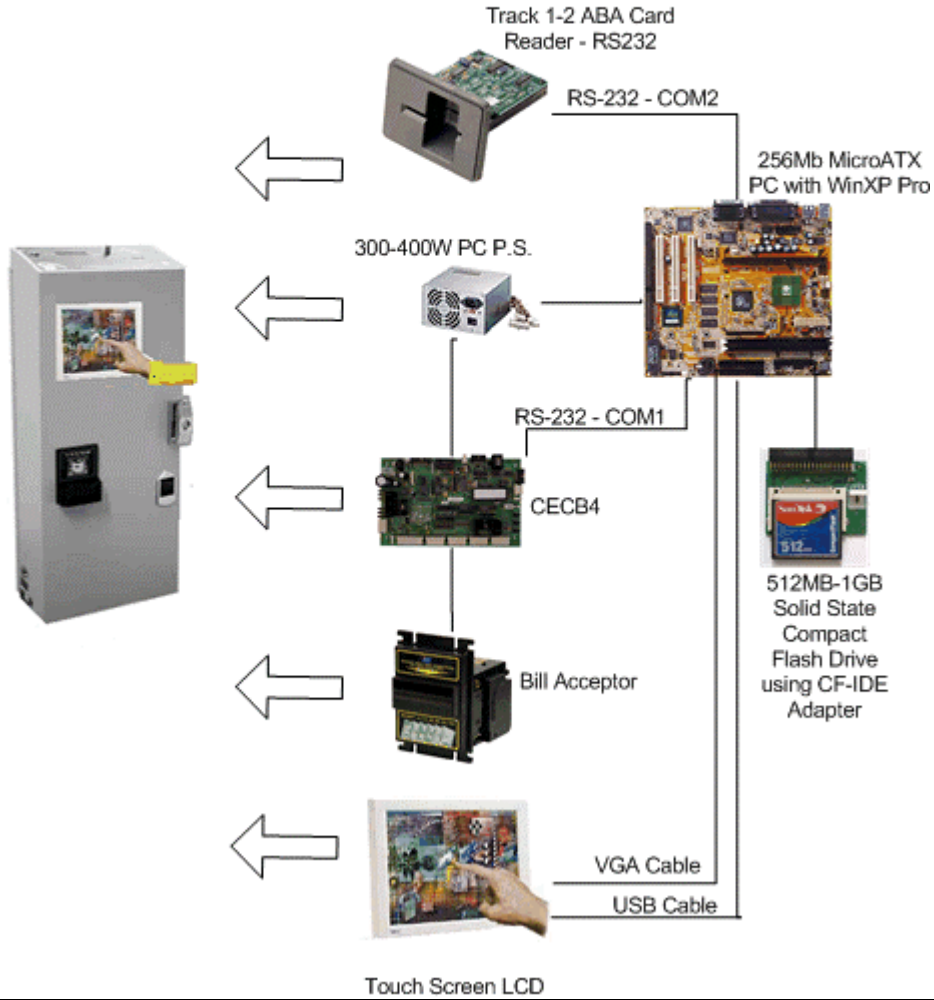 Track 1-2 ABA Card
Reader - RS232
RS-232 - COM2
256Mb MicroATX
PC with WinXP Pro
300-400W PC P.S.
RS-232 - COM1
CECB4
SanDisk
512
512MB-1GB
Solid State
Compact
Flash Drive
using CF-IDE
Adapter
Bill Acceptor
VGA Cable
USB Cable
Touch Screen LCD